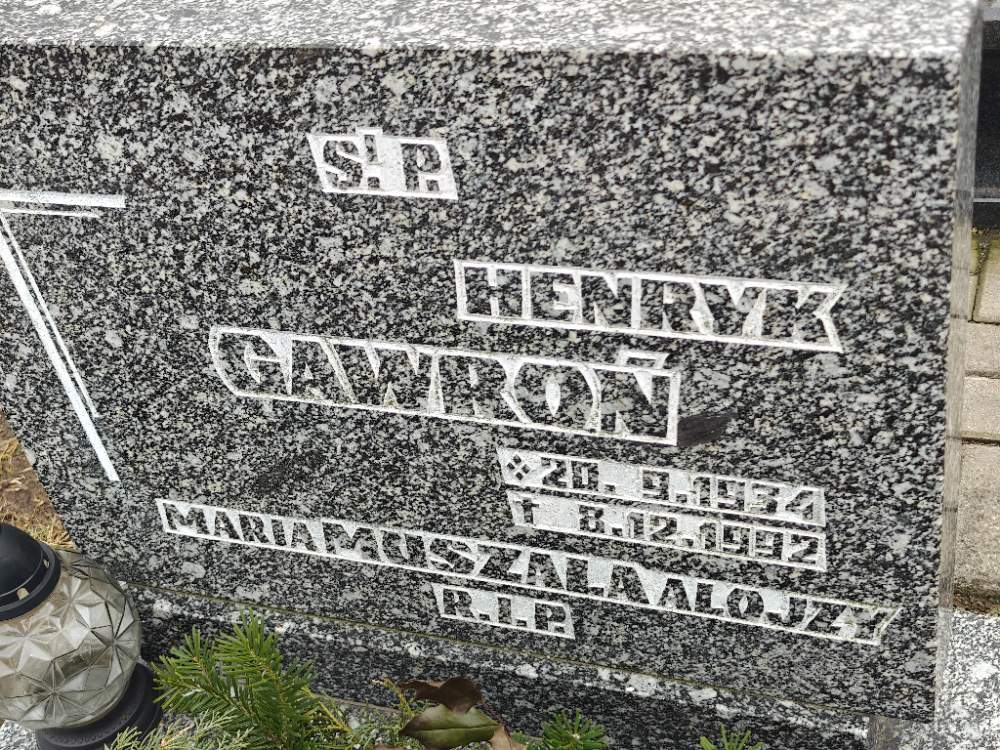 Ś. P.
HENRYK
GAWROŃ
20. 9.1934
† 8.12.1992
MARIA MUSZALA ALOJZY
R.I.P.